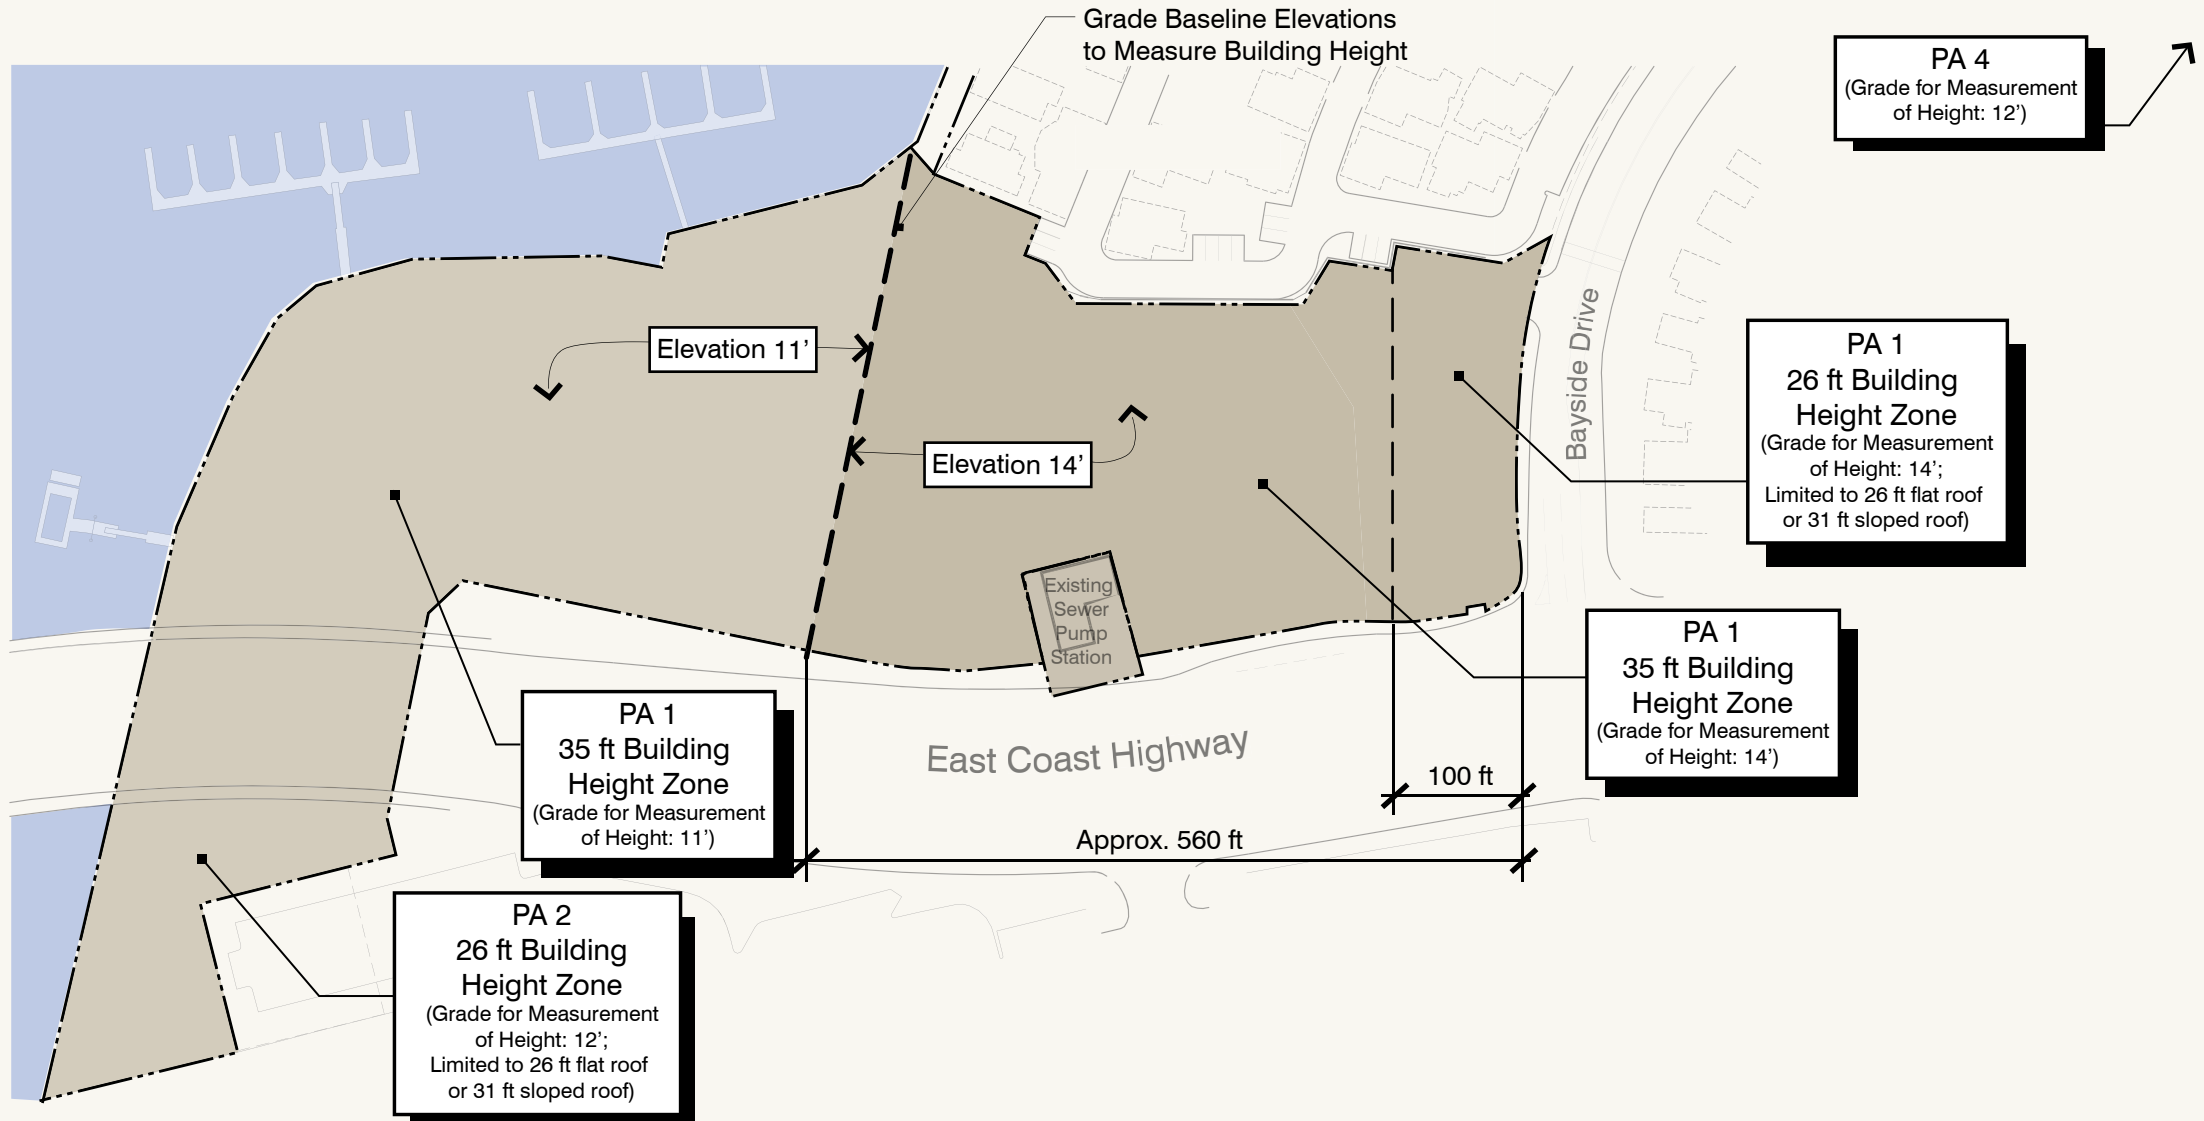 Grade Baseline Elevations
to Measure Building Height
PA 4
(Grade for Measurement
of Height: 12’)
Elevation 11’
Elevation 14’
Bayside Drive
PA 1
26 ft Building
Height Zone
(Grade for Measurement
of Height: 14’;
Limited to 26 ft flat roof
or 31 ft sloped roof)
Existing
Sewer
Pump
Station
PA 1
35 ft Building
Height Zone
(Grade for Measurement
of Height: 14’)
PA 1
35 ft Building
Height Zone
(Grade for Measurement
of Height: 11’)
East Coast Highway
100 ft
Approx. 560 ft
PA 2
26 ft Building
Height Zone
(Grade for Measurement
of Height: 12’;
Limited to 26 ft flat roof
or 31 ft sloped roof)